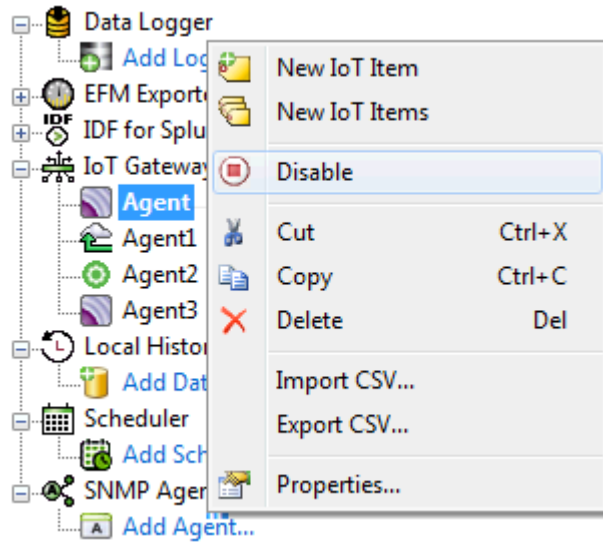 Data Logger
Add Log
EFM Exporte
IDF for Splu
IoT Gateway
Agent
Agent1
Agent2
Agent3
Local Histor
Add Dat
Scheduler
Add Sch
SNMP Agen
Add Agent...
New IoT Item
New IoT Items
Disable
Cut Ctrl+X
Copy Ctrl+C
Delete Del
Import CSV...
Export CSV...
Properties...